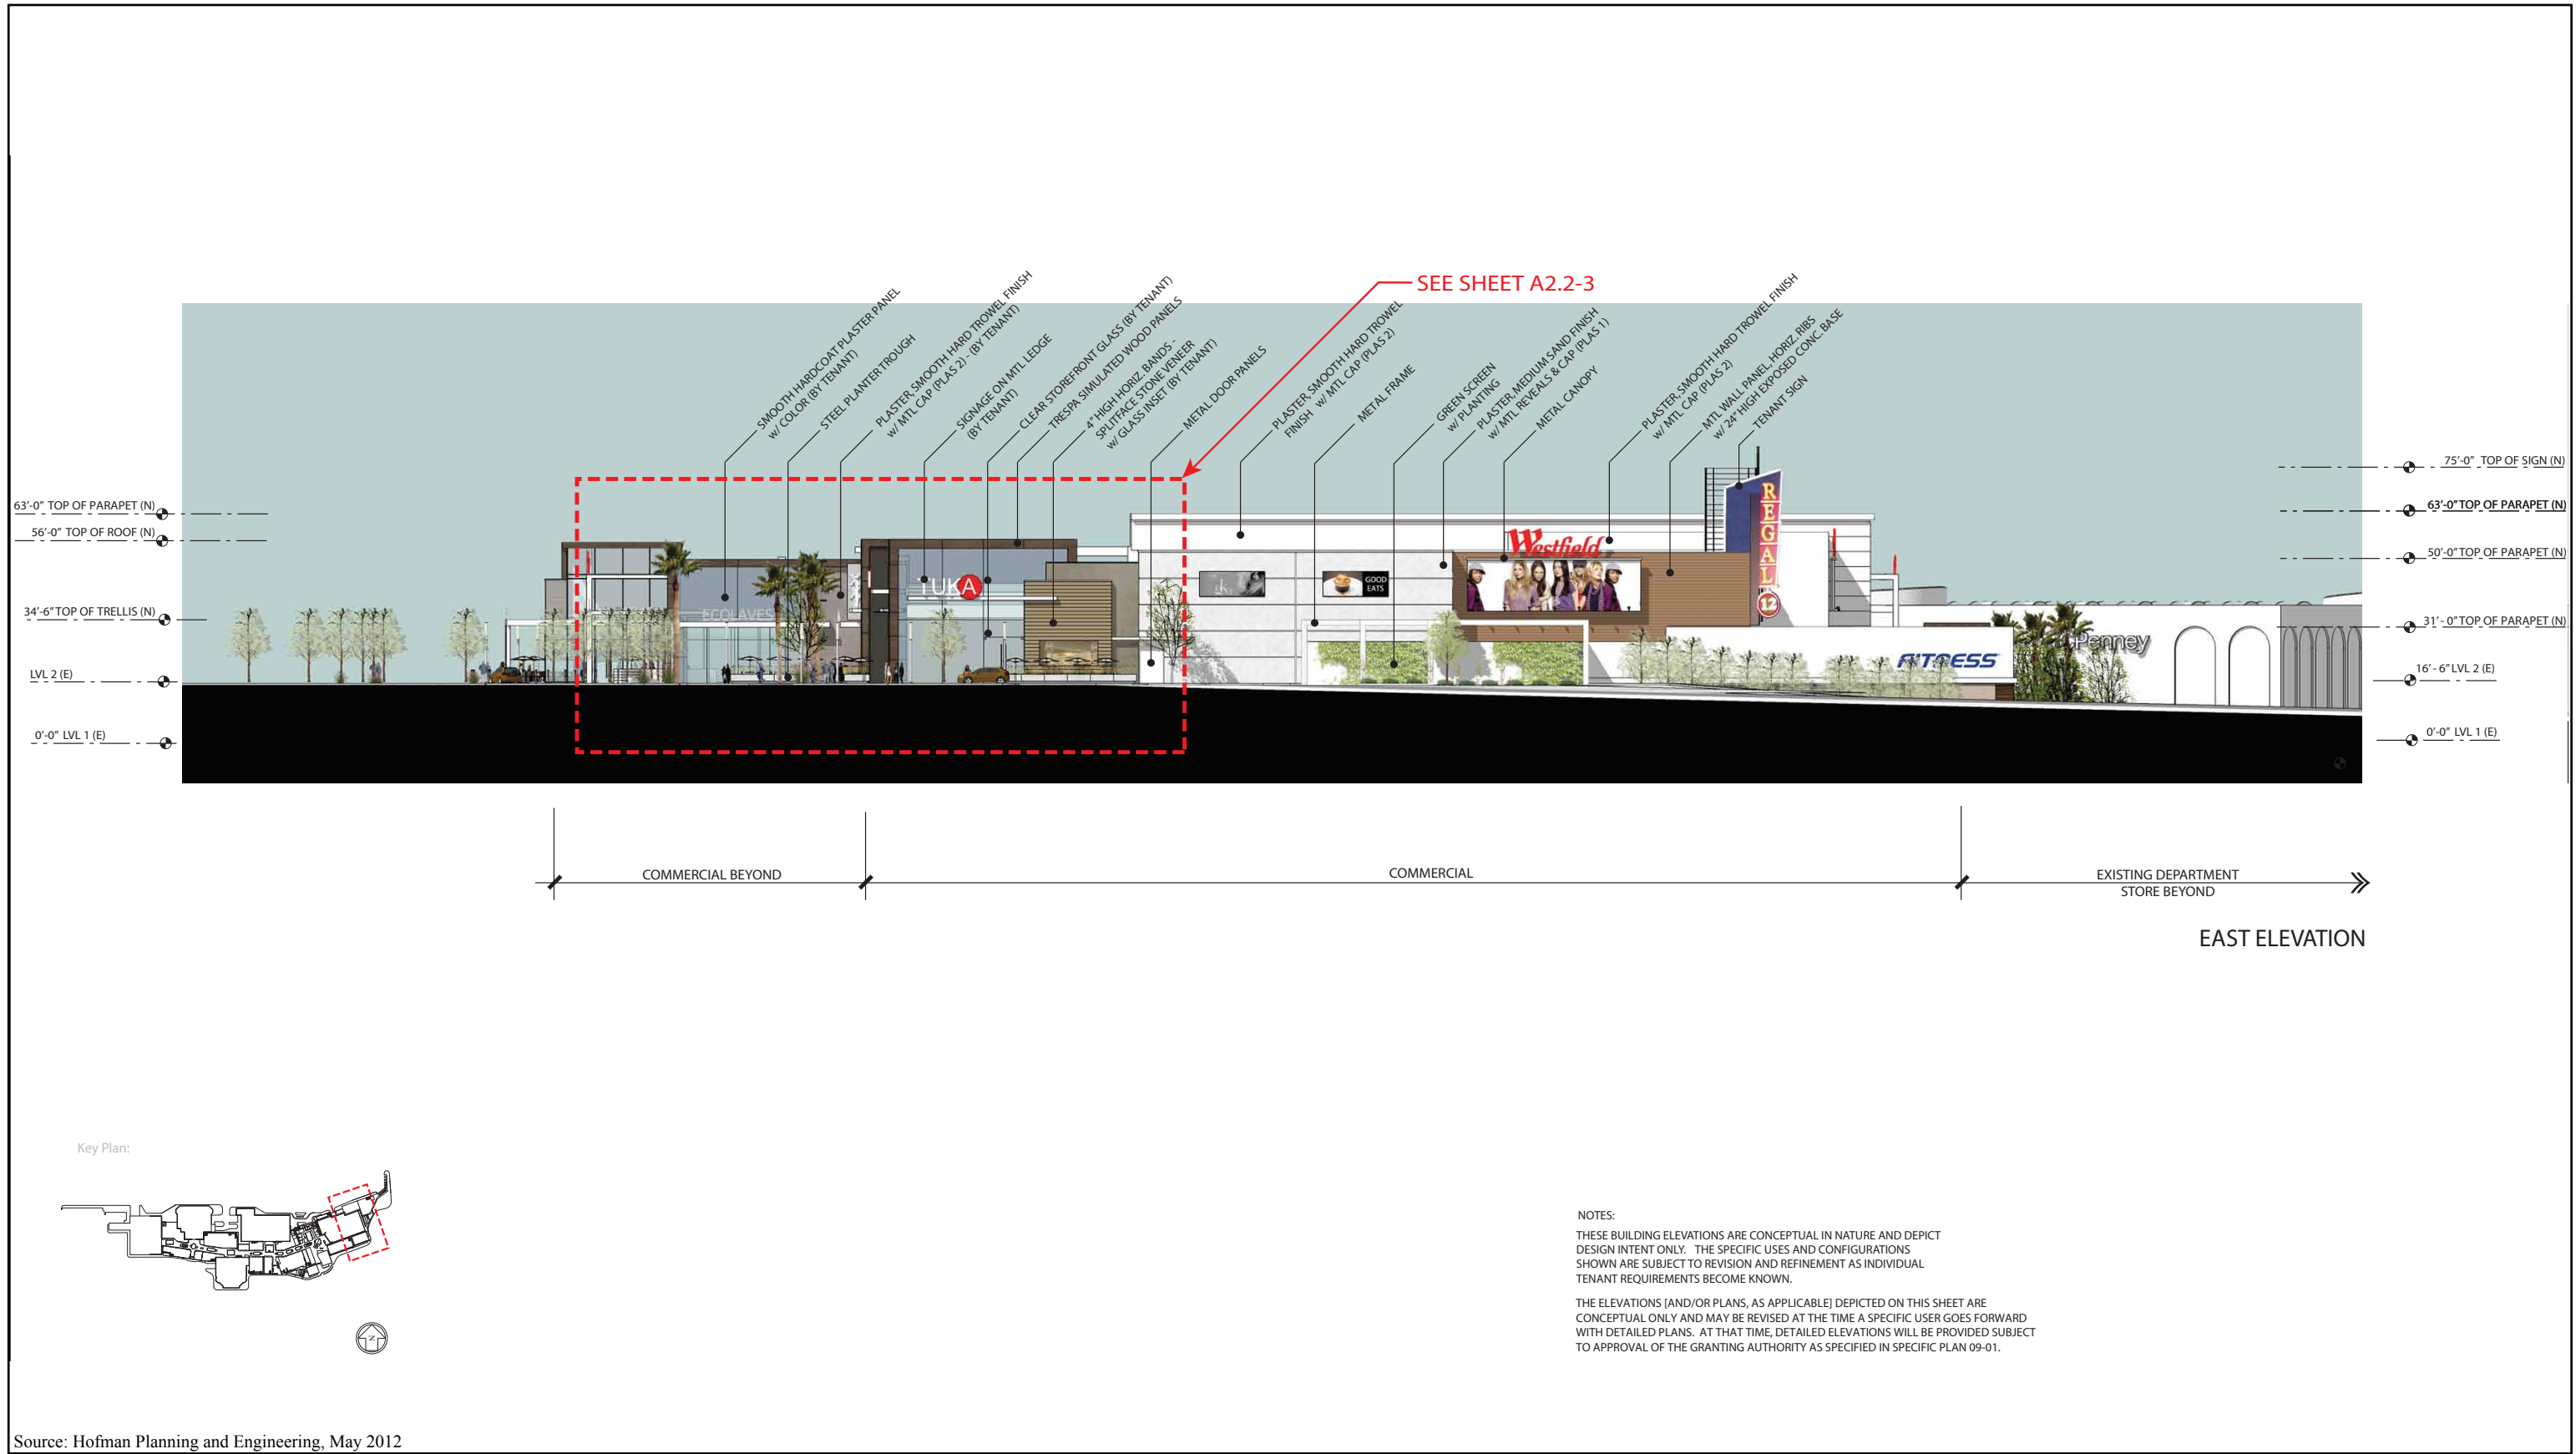 SEE SHEET A2.2-3
SMOOTH HARDCOAT PLASTER PANEL
w/ COLOR (BY TENANT)
STEEL PLANTER TROUGH
PLASTER, SMOOTH HARD TROWEL FINISH
w/ MTL CAP (PLAS 2) - (BY TENANT)
SIGNAGE ON MTL LEDGE
(BY TENANT)
CLEAR STOREFRONT GLASS (BY TENANT)
TRESPA SIMULATED WOOD PANELS
4" HIGH HORIZ. BANDS -
SPLITFACE STONE VENEER
w/ GLASS INSET (BY TENANT)
METAL DOOR PANELS
PLASTER, SMOOTH HARD TROWEL
FINISH w/ MTL CAP (PLAS 2)
METAL FRAME
GREEN SCREEN
w/ PLANTING
PLASTER, MEDIUM SAND FINISH
w/ MTL REVEALS & CAP (PLAS 1)
METAL CANOPY
PLASTER, SMOOTH HARD TROWEL FINISH
w/ MTL CAP (PLAS 2)
MTL WALL PANEL, HORIZ. RIBS
w/ 24" HIGH EXPOSED CONC. BASE
TENANT SIGN
63'-0" TOP OF PARAPET (N)
56'-0" TOP OF ROOF (N)
34'-6" TOP OF TRELLIS (N)
LVL 2 (E)
0'-0" LVL 1 (E)
75'-0" TOP OF SIGN (N)
63'-0" TOP OF PARAPET (N)
50'-0" TOP OF PARAPET (N)
31'- 0" TOP OF PARAPET (N)
16'- 6" LVL 2 (E)
0'-0" LVL 1 (E)
ECOLAVES
YUKA
GOOD
EATS
Westfield
REGAL
12
FITNESS
Penney
COMMERCIAL BEYOND
COMMERCIAL
EXISTING DEPARTMENT
STORE BEYOND
EAST ELEVATION
Key Plan:
N
NOTES:
THESE BUILDING ELEVATIONS ARE CONCEPTUAL IN NATURE AND DEPICT
DESIGN INTENT ONLY. THE SPECIFIC USES AND CONFIGURATIONS
SHOWN ARE SUBJECT TO REVISION AND REFINEMENT AS INDIVIDUAL
TENANT REQUIREMENTS BECOME KNOWN.
THE ELEVATIONS [AND/OR PLANS, AS APPLICABLE] DEPICTED ON THIS SHEET ARE
CONCEPTUAL ONLY AND MAY BE REVISED AT THE TIME A SPECIFIC USER GOES FORWARD
WITH DETAILED PLANS. AT THAT TIME, DETAILED ELEVATIONS WILL BE PROVIDED SUBJECT
TO APPROVAL OF THE GRANTING AUTHORITY AS SPECIFIED IN SPECIFIC PLAN 09-01.
Source: Hofman Planning and Engineering, May 2012